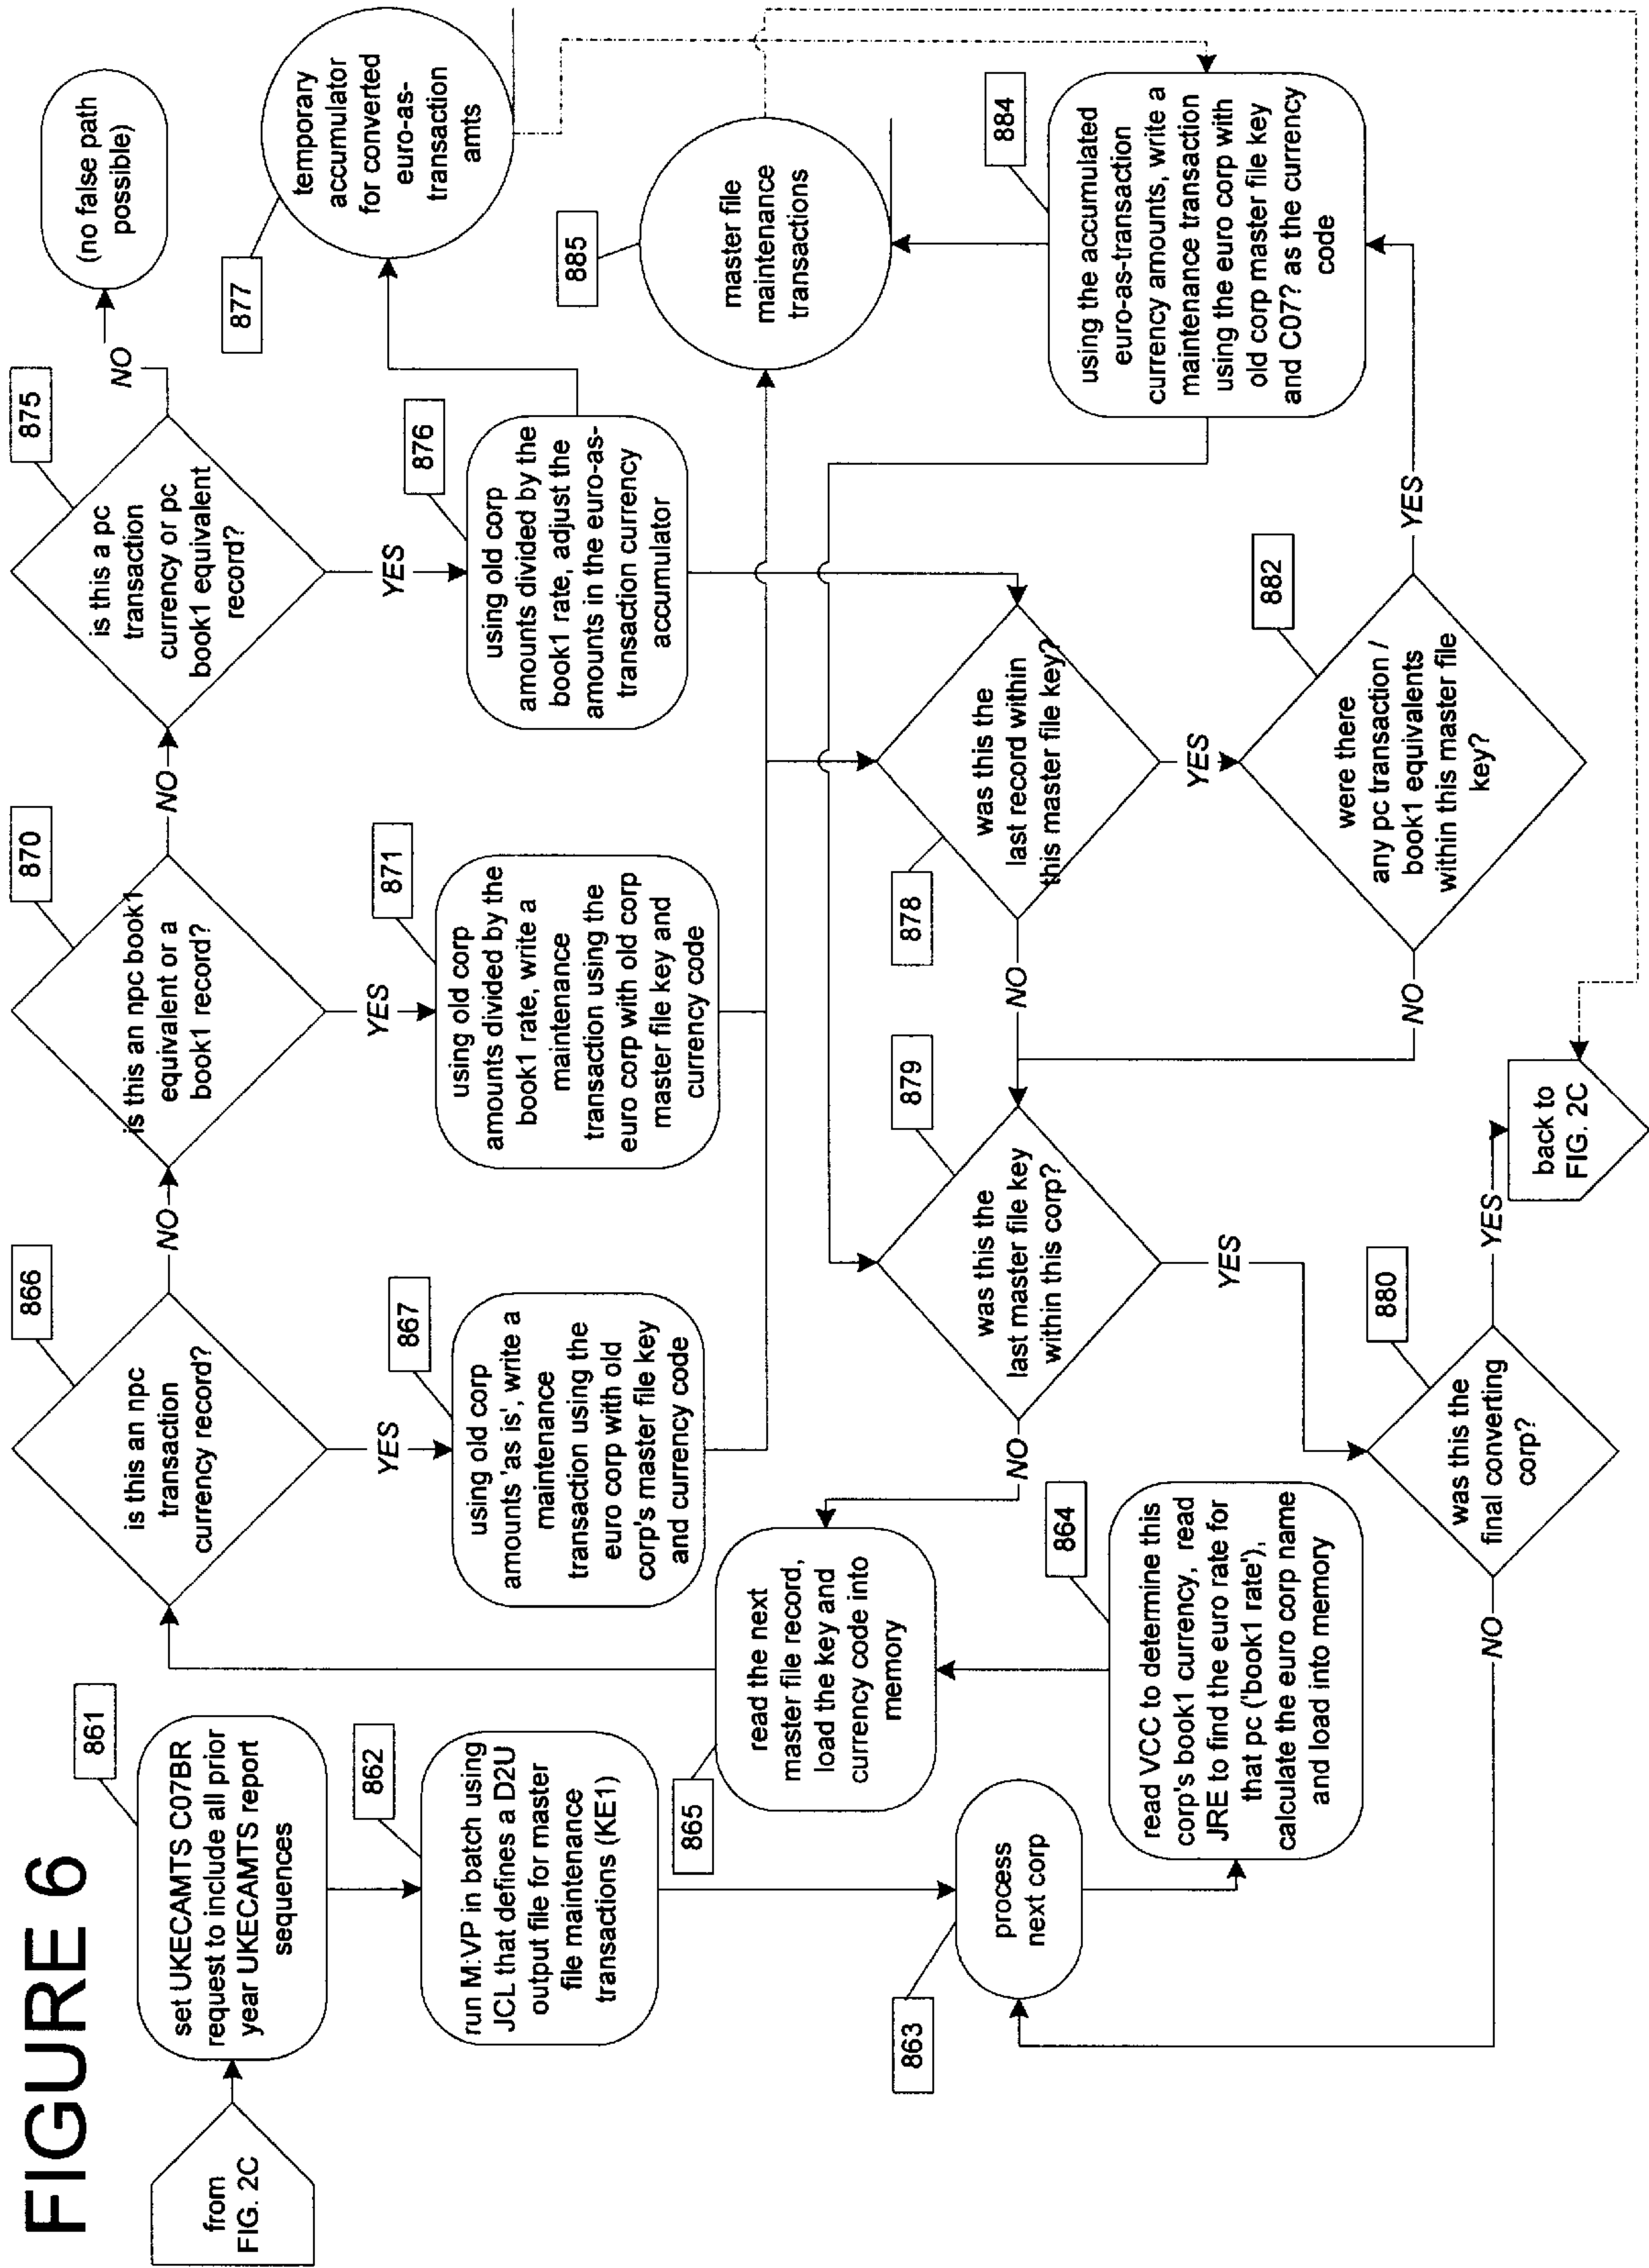 FIGURE 6
from
FIG. 2C
861
set UKECAMTS C07BR
request to include all prior
year UKECAMTS report
sequences
862
run M:VP in batch using
JCL that defines a D2U
output file for master
file maintenance
transactions (KE1)
863
process
next corp
864
read VCC to determine this
corp's book1 currency, read
JRE to find the euro rate for
that pc ('book1 rate'),
calculate the euro corp name
and load into memory
865
read the next
master file record,
load the key and
currency code into
memory
866
is this an npc
transaction
currency record?
NO
YES
867
using old corp
amounts 'as is', write a
maintenance
transaction using the
euro corp with old
corp's master file key
and currency code
870
is this an npc book1
equivalent or a
book1 record?
NO
YES
871
using old corp
amounts divided by the
book1 rate, write a
maintenance
transaction using the
euro corp with old corp
master file key and
currency code
875
is this a pc
transaction
currency or pc
book1 equivalent
record?
NO
(no false path
possible)
YES
876
using old corp
amounts divided by the
book1 rate, adjust the
amounts in the euro-as-
transaction currency
accumulator
877
temporary
accumulator
for converted
euro-as-
transaction
amts
885
master file
maintenance
transactions
884
using the accumulated
euro-as-transaction
currency amounts, write a
maintenance transaction
using the euro corp with
old corp master file key
and C07? as the currency
code
878
was this the
last record within
this master file key?
NO
YES
882
were there
any pc transaction /
book1 equivalents
within this master file
key?
YES
NO
879
was this the
last master file key
within this corp?
NO
YES
880
was this the
final converting
corp?
NO
YES
back to
FIG. 2C